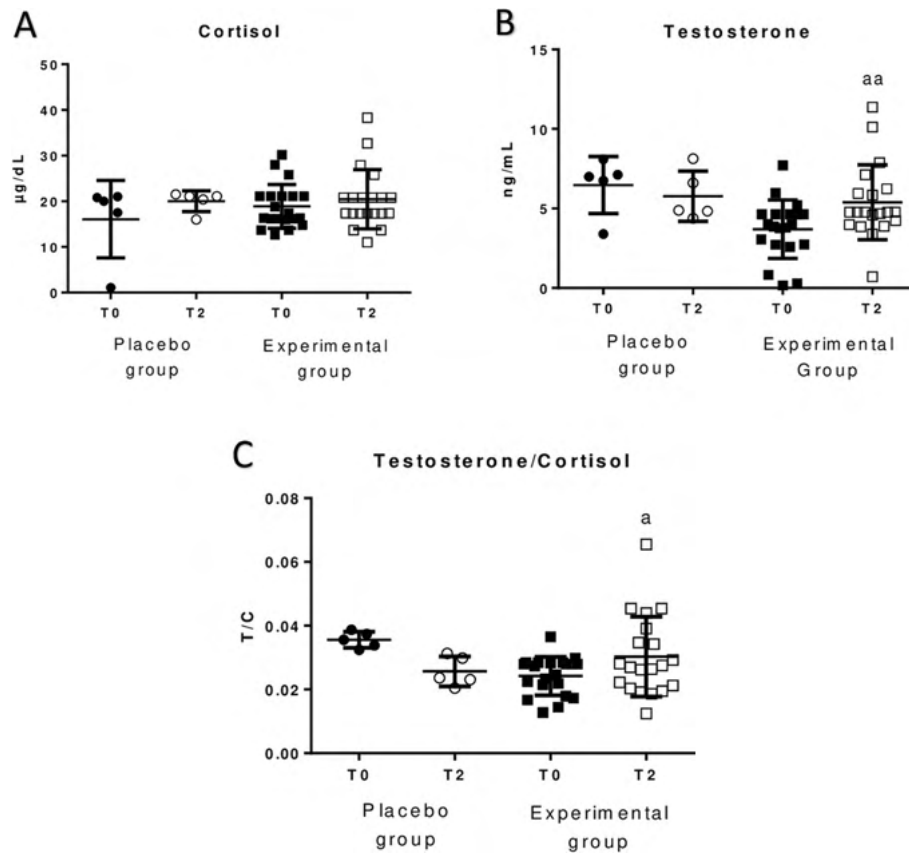 A
Cortisol
50
40
30
20
10
0
µg/dL
T0 T2 T0 T2
Placebo group
Experimental group
B
Testosterone
15
10
5
0
ng/mL
aa
T0 T2 T0 T2
Placebo group
Experimental Group
C
Testosterone/Cortisol
0.08
0.06
0.04
0.02
0.00
T/C
a
T0 T2 T0 T2
Placebo group
Experimental group